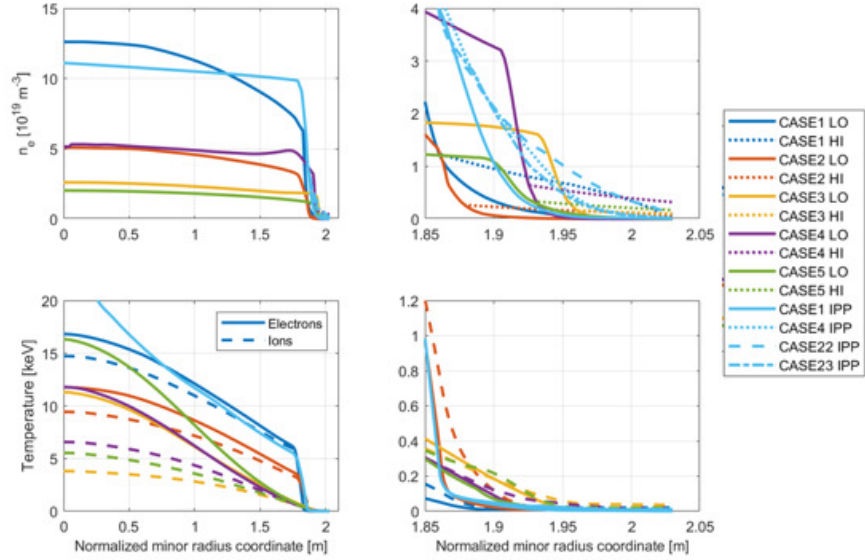 15
10
5
0
n_e [10^19 m^-3]
0 0.5 1 1.5 2
4
3
2
1
0
1.85 1.9 1.95 2 2.05
CASE1 LO
CASE1 HI
CASE2 LO
CASE2 HI
CASE3 LO
CASE3 HI
CASE4 LO
CASE4 HI
CASE5 LO
CASE5 HI
CASE1 IPP
CASE4 IPP
CASE22 IPP
CASE23 IPP
20
15
10
5
0
Temperature [keV]
Electrons
Ions
0 0.5 1 1.5 2
Normalized minor radius coordinate [m]
1.2
1
0.8
0.6
0.4
0.2
0
1.85 1.9 1.95 2 2.05
Normalized minor radius coordinate [m]